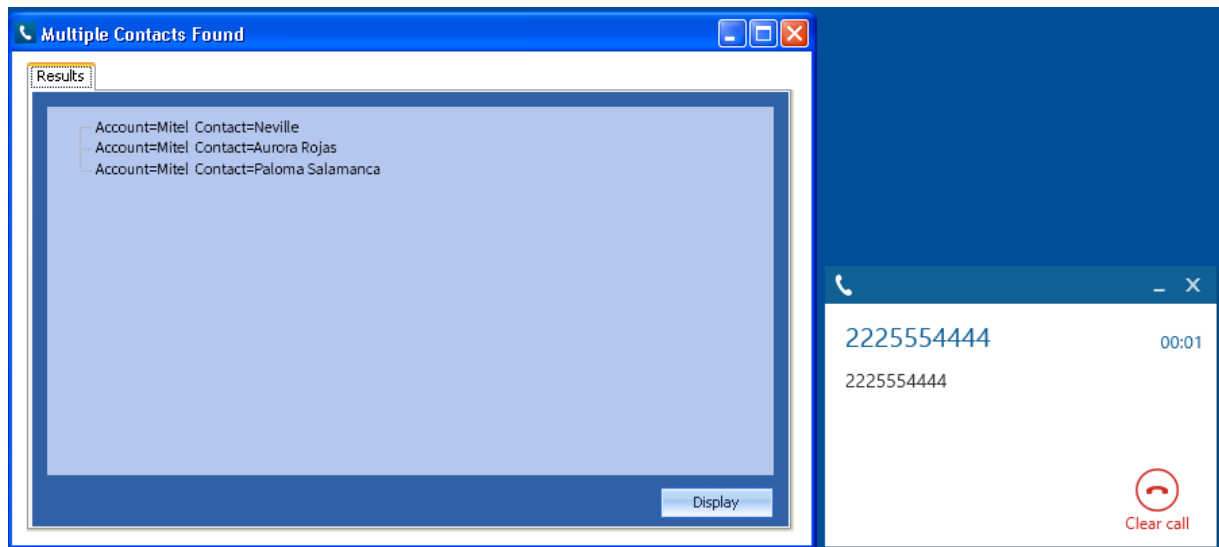 Multiple Contacts Found
Results
Account=Mitel Contact=Neville
Account=Mitel Contact=Aurora Rojas
Account=Mitel Contact=Paloma Salamanca
Display
2225554444
00:01
2225554444
Clear call